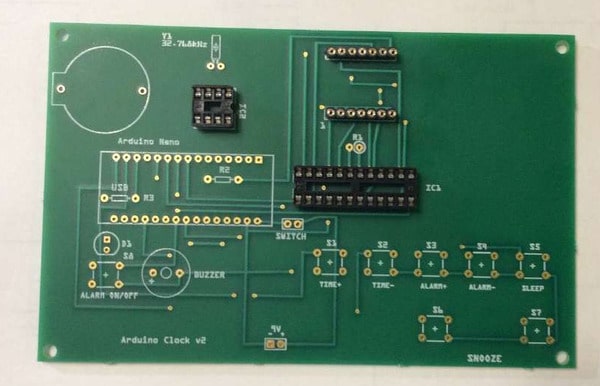 Y1
32.768kHz
IC2
Arduino Nano
1
R1
R2
IC1
USB
R3
SWITCH
D1
S8
BUZZER
+
ALARM ON/OFF
S1
S2
S3
S4
S5
TIME+
TIME-
ALARM+
ALARM-
SLEEP
S6
S7
-9V+
Arduino Clock v2
SNOOZE